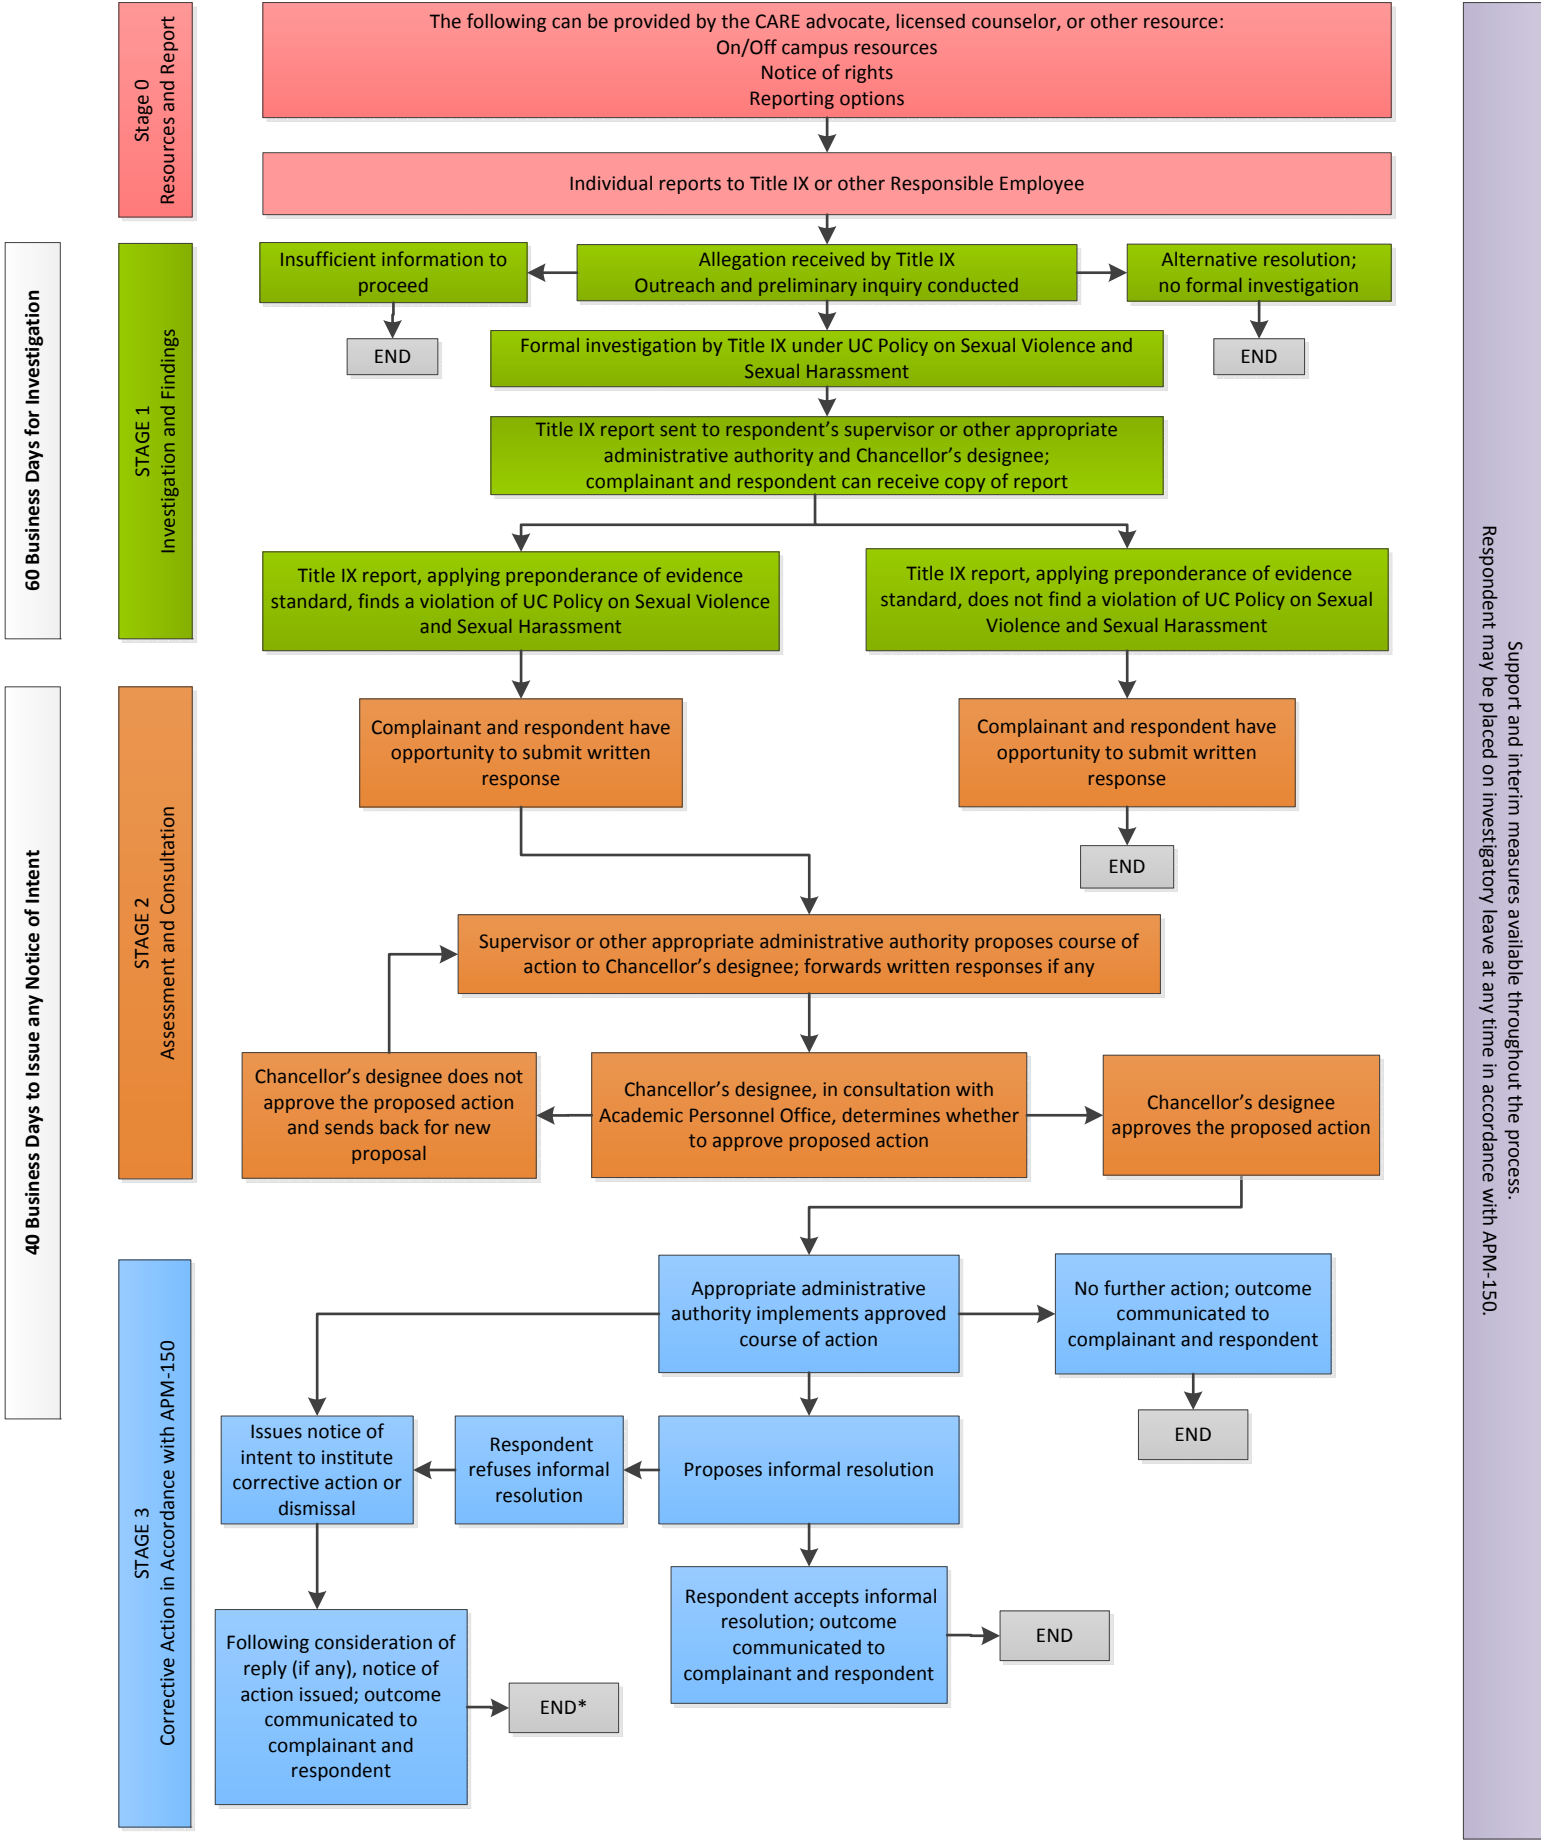 Stage 0
Resources and Report
The following can be provided by the CARE advocate, licensed counselor, or other resource:
On/Off campus resources
Notice of rights
Reporting options
Individual reports to Title IX or other Responsible Employee
60 Business Days for Investigation
STAGE 1
Investigation and Findings
Insufficient information to
proceed
Allegation received by Title IX
Outreach and preliminary inquiry conducted
Alternative resolution;
no formal investigation
END
Formal investigation by Title IX under UC Policy on Sexual Violence and
Sexual Harassment
END
Title IX report sent to respondent’s supervisor or other appropriate
administrative authority and Chancellor’s designee;
complainant and respondent can receive copy of report
Title IX report, applying preponderance of evidence
standard, finds a violation of UC Policy on Sexual Violence
and Sexual Harassment
Title IX report, applying preponderance of evidence
standard, does not find a violation of UC Policy on Sexual
Violence and Sexual Harassment
40 Business Days to Issue any Notice of Intent
STAGE 2
Assessment and Consultation
Complainant and respondent have
opportunity to submit written
response
Complainant and respondent have
opportunity to submit written
response
END
Supervisor or other appropriate administrative authority proposes course of
action to Chancellor’s designee; forwards written responses if any
Chancellor’s designee does not
approve the proposed action
and sends back for new
proposal
Chancellor’s designee, in consultation with
Academic Personnel Office, determines whether
to approve proposed action
Chancellor’s designee
approves the proposed action
STAGE 3
Corrective Action in Accordance with APM-150
Appropriate administrative
authority implements approved
course of action
No further action; outcome
communicated to
complainant and respondent
END
Issues notice of
intent to institute
corrective action or
dismissal
Respondent
refuses informal
resolution
Proposes informal resolution
Respondent accepts informal
resolution; outcome
communicated to
complainant and respondent
END
Following consideration of
reply (if any), notice of
action issued; outcome
communicated to
complainant and
respondent
END*
Support and interim measures available throughout the process.
Respondent may be placed on investigatory leave at any time in accordance with APM-150.